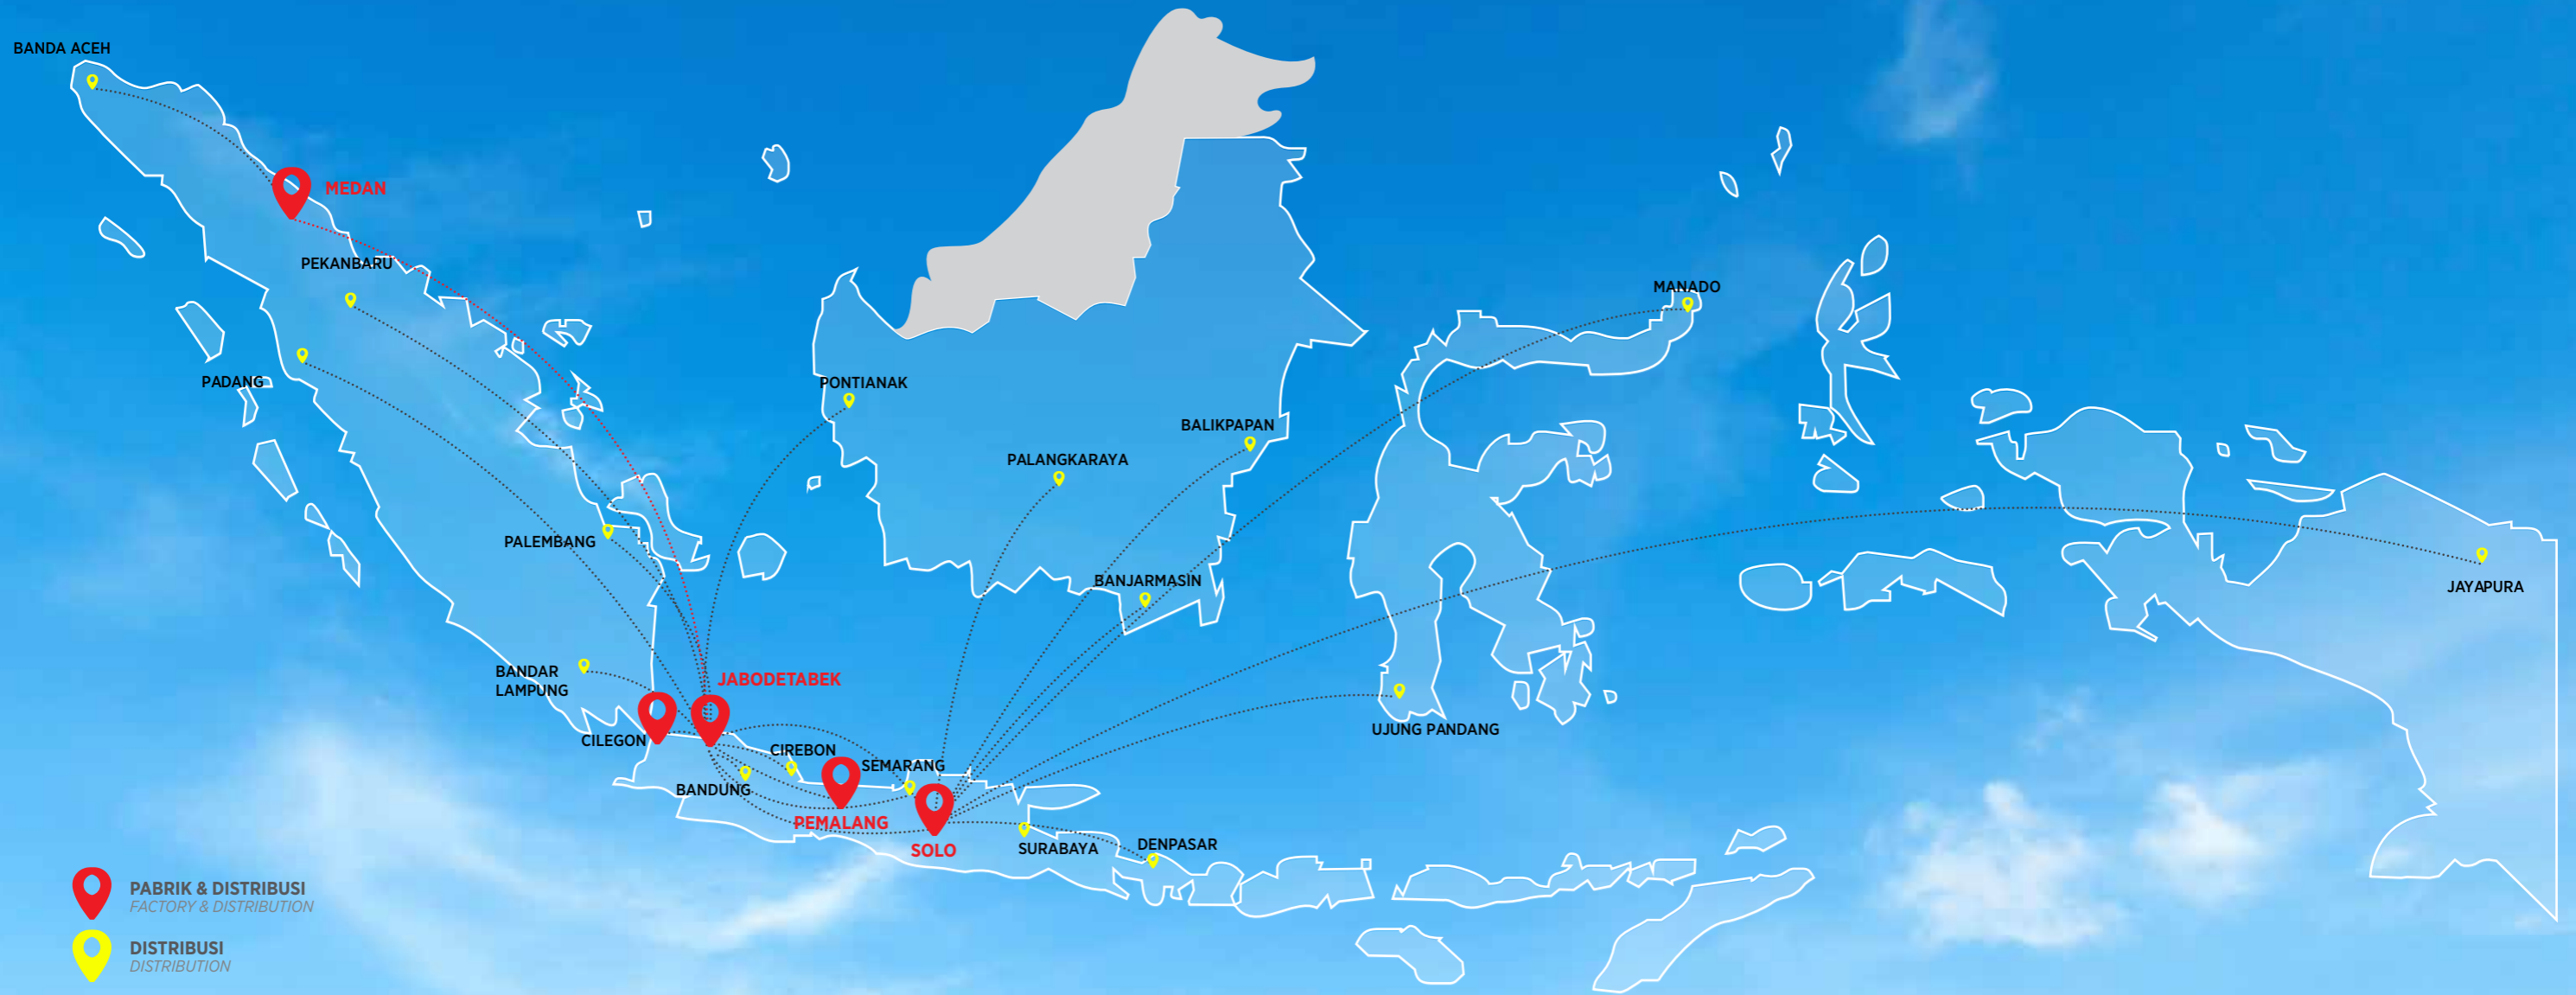 BANDA ACEH
MEDAN
PEKANBARU
PADANG
MANADO
PONTIANAK
BALIKPAPAN
PALANGKARAYA
PALEMBANG
BANJARMASIN
JAYAPURA
BANDAR
LAMPUNG
JABODETABEK
UJUNG PANDANG
CILEGON
CIREBON
SEMARANG
BANDUNG
PEMALANG
SOLO
SURABAYA
DENPASAR
PABRIK & DISTRIBUSI
FACTORY & DISTRIBUTION
DISTRIBUSI
DISTRIBUTION